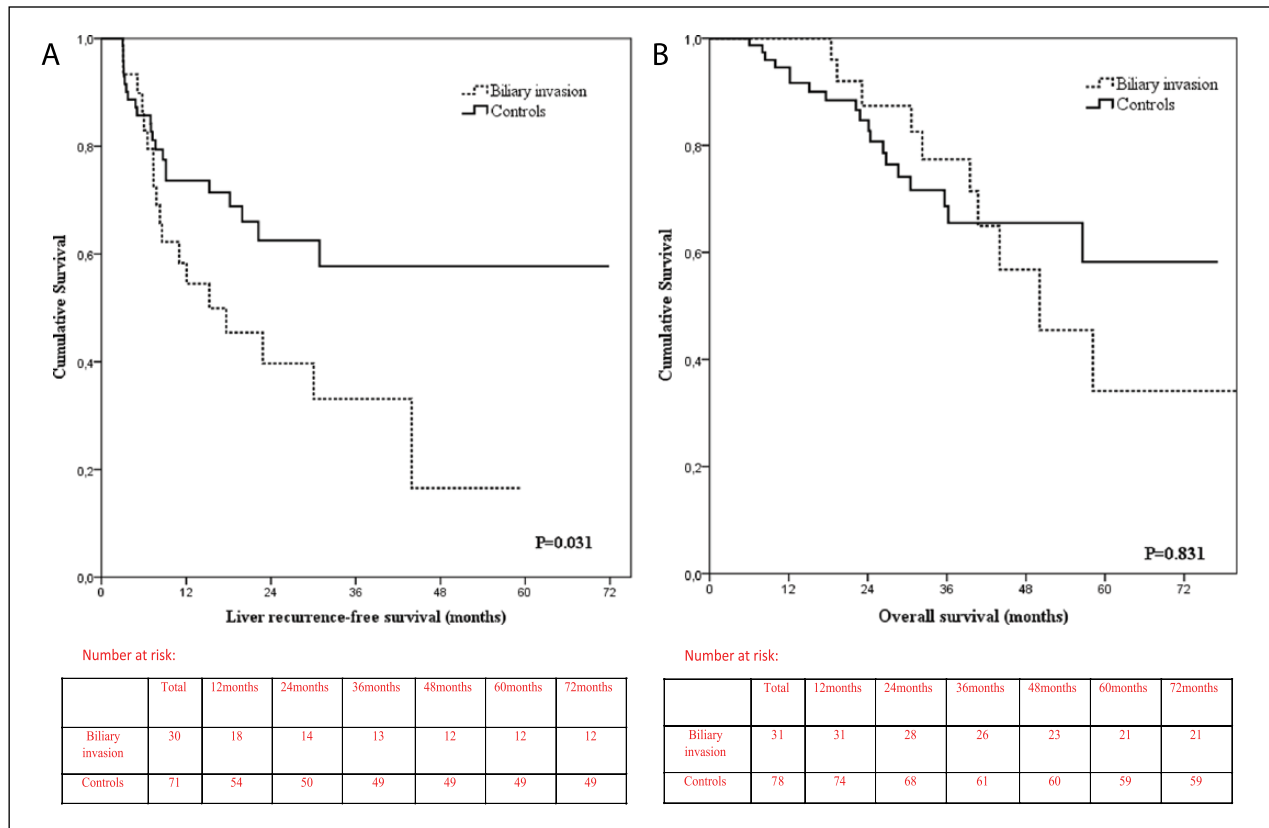 A
1,0
0,8
0,6
0,4
0,2
0,0
Cumulative Survival
Biliary invasion
Controls
P=0.031
0 12 24 36 48 60 72
Liver recurrence-free survival (months)
B
1,0
0,8
0,6
0,4
0,2
0,0
Cumulative Survival
Biliary invasion
Controls
P=0.831
0 12 24 36 48 60 72
Overall survival (months)
Number at risk:
Total 12months 24months 36months 48months 60months 72months
Biliary invasion 30 18 14 13 12 12 12
Controls 71 54 50 49 49 49 49
Number at risk:
Total 12months 24months 36months 48months 60months 72months
Biliary invasion 31 31 28 26 23 21 21
Controls 78 74 68 61 60 59 59